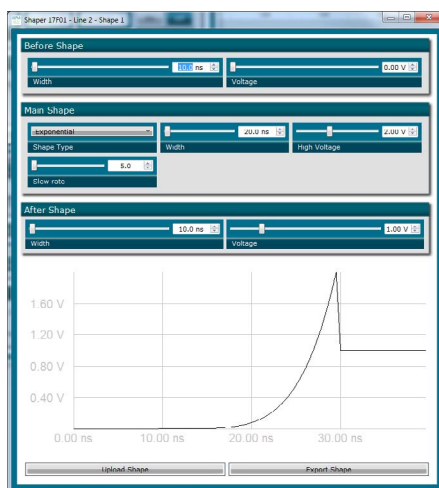 Shaper 17F01 - Line 2 - Shape 1
Before Shape
10.0 ns
0.00 V
Width
Voltage
Main Shape
Exponential
20.0 ns
2.00 V
Shape Type
Width
High Voltage
5.0
Slew rate
After Shape
10.0 ns
1.00 V
Width
Voltage
1.60 V
1.20 V
0.80 V
0.40 V
0.00 ns
10.00 ns
20.00 ns
30.00 ns
Upload Shape
Export Shape